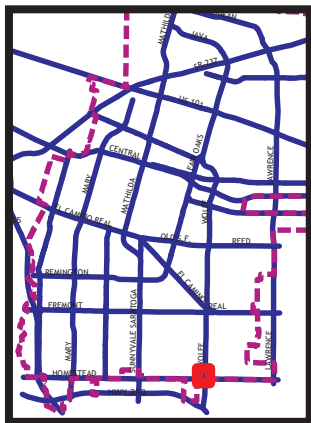 MATHILDA
JAVA
SR-237
US-101
CENTRAL
FAIR OAKS
LAWRENCE
MARY
MATHILDA
WOLFE
EL CAMINO REAL
OLD S.F.
REED
REMINGTON
EL CAMINO REAL
FREMONT
SUNNYVALE SARATOGA
MARY
WOLFE
LAWRENCE
HOMESTEAD